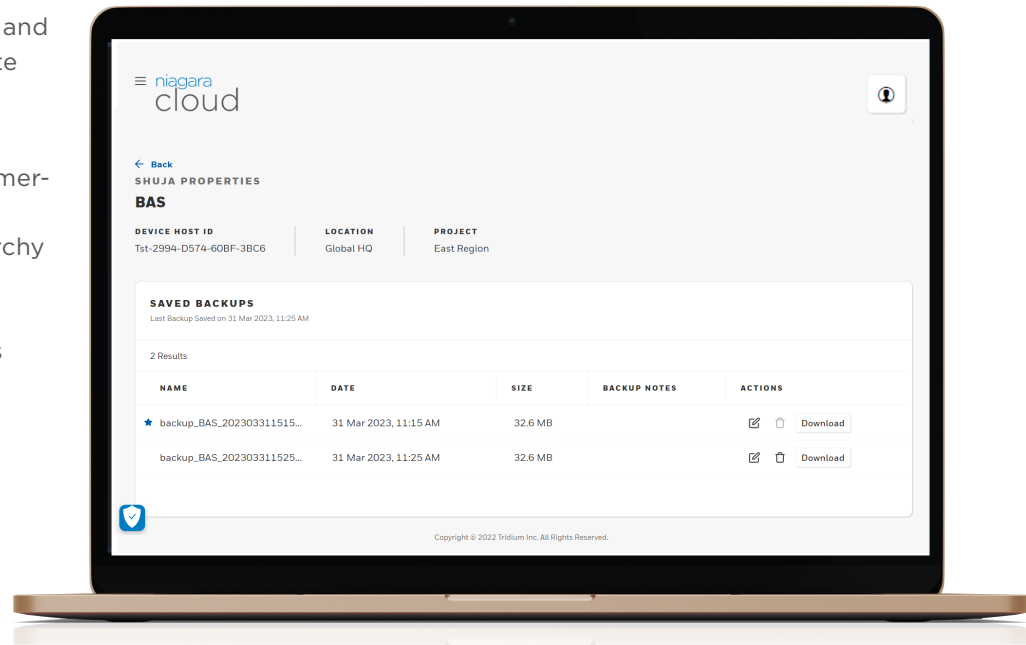 and
te
mer-
rchy
s
niagara
cloud
← Back
SHUJA PROPERTIES
BAS
DEVICE HOST ID LOCATION PROJECT
Tst-2994-D574-60BF-3BC6 Global HQ East Region
SAVED BACKUPS
Last Backup Saved on 31 Mar 2023, 11:25 AM
2 Results
NAME DATE SIZE BACKUP NOTES ACTIONS
backup_BAS_202303311515... 31 Mar 2023, 11:15 AM 32.6 MB Download
backup_BAS_202303311525... 31 Mar 2023, 11:25 AM 32.6 MB Download
Copyright © 2022 Tridium Inc. All Rights Reserved.